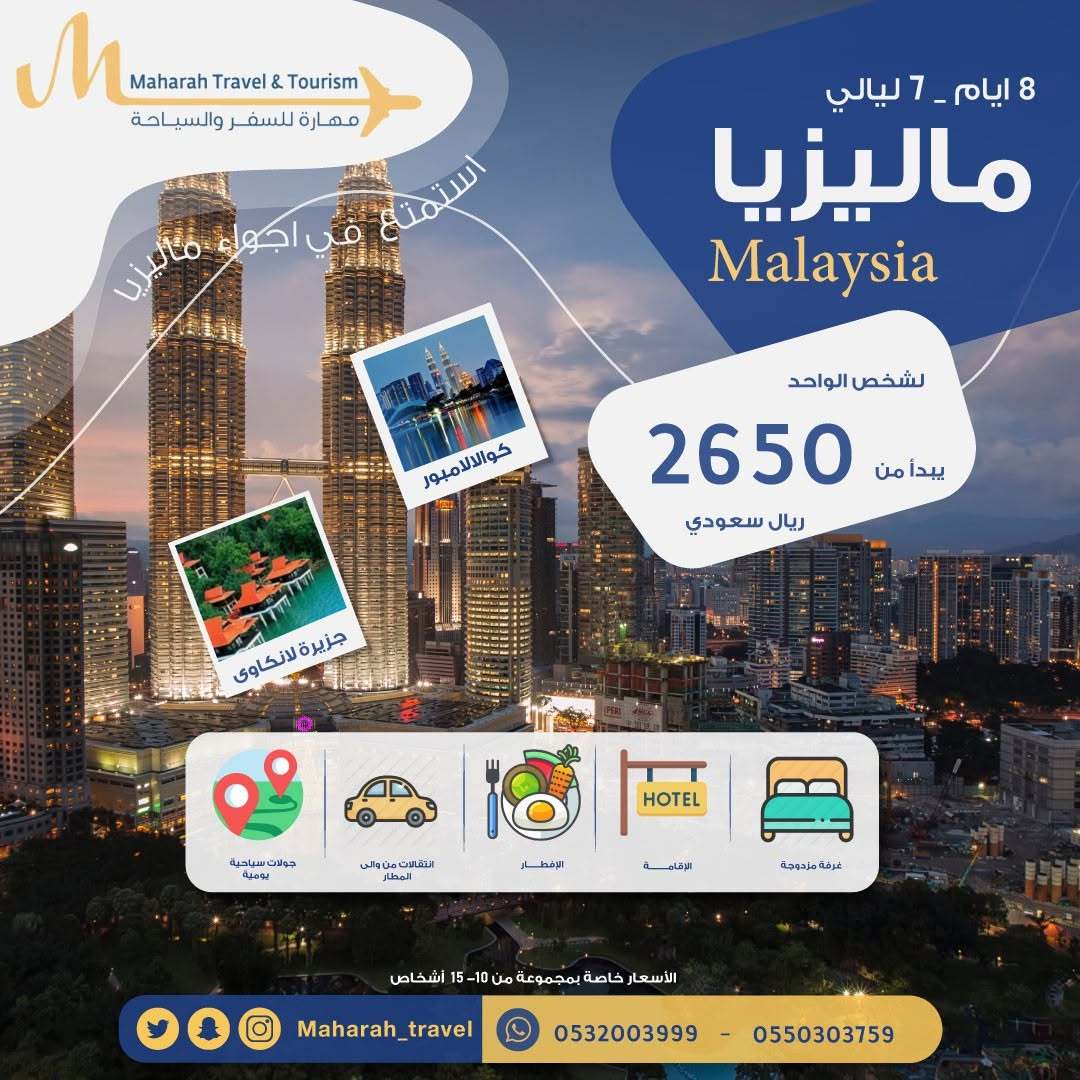 Maharah Travel & Tourism
مهارة للسفر والسياحة
8 ايام _ 7 ليالي
ماليزيا
Malaysia
استمتع في اجواء ماليزيا
لشخص الواحد
يبدأ من 2650
ريال سعودي
كوالالامبور
جزيرة لانكاوى
HOTEL
غرفة مزدوجة
الإقامة
الإفطار
انتقالات من والى
المطار
جولات سياحية
يومية
الأسعار خاصة بمجموعة من 10- 15 أشخاص
Maharah_travel
0532003999 - 0550303759